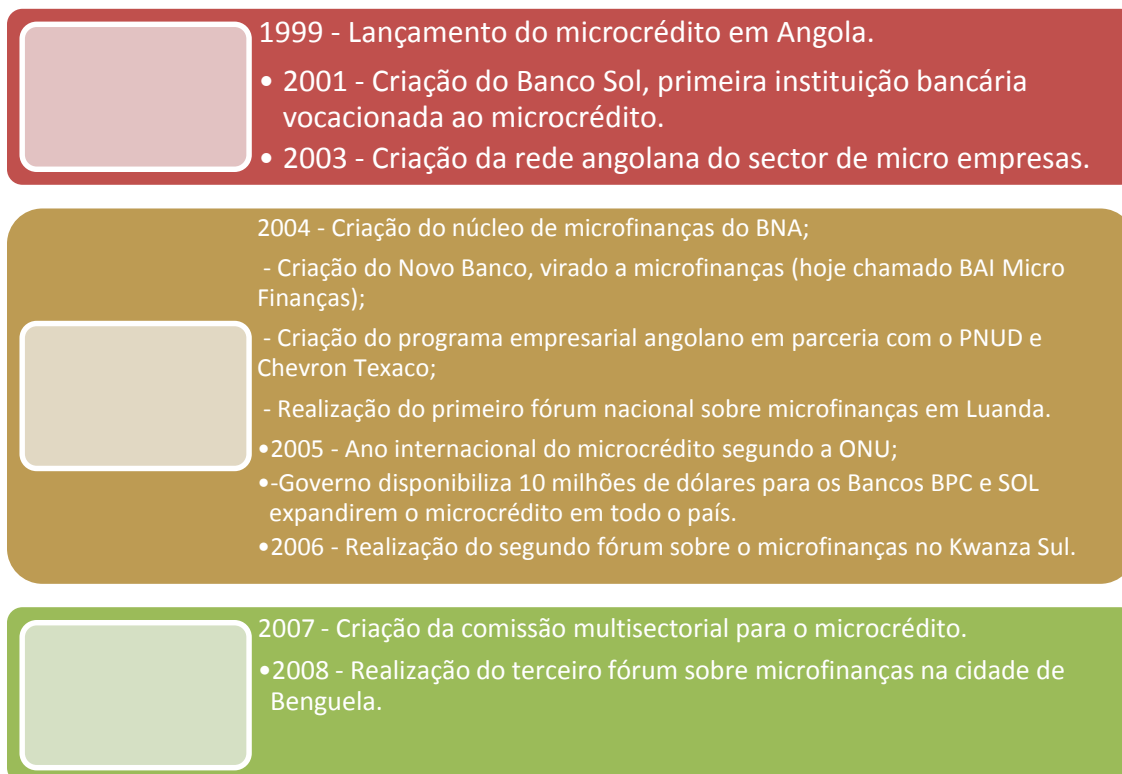 1999 - Lançamento do microcrédito em Angola.
• 2001 - Criação do Banco Sol, primeira instituição bancária
vocacionada ao microcrédito.
• 2003 - Criação da rede angolana do sector de micro empresas.
2004 - Criação do núcleo de microfinanças do BNA;
- Criação do Novo Banco, virado a microfinanças (hoje chamado BAI Micro
Finanças);
- Criação do programa empresarial angolano em parceria com o PNUD e
Chevron Texaco;
- Realização do primeiro fórum nacional sobre microfinanças em Luanda.
•2005 - Ano internacional do microcrédito segundo a ONU;
•-Governo disponibiliza 10 milhões de dólares para os Bancos BPC e SOL
expandirem o microcrédito em todo o país.
•2006 - Realização do segundo fórum sobre o microfinanças no Kwanza Sul.
2007 - Criação da comissão multisectorial para o microcrédito.
•2008 - Realização do terceiro fórum sobre microfinanças na cidade de
Benguela.